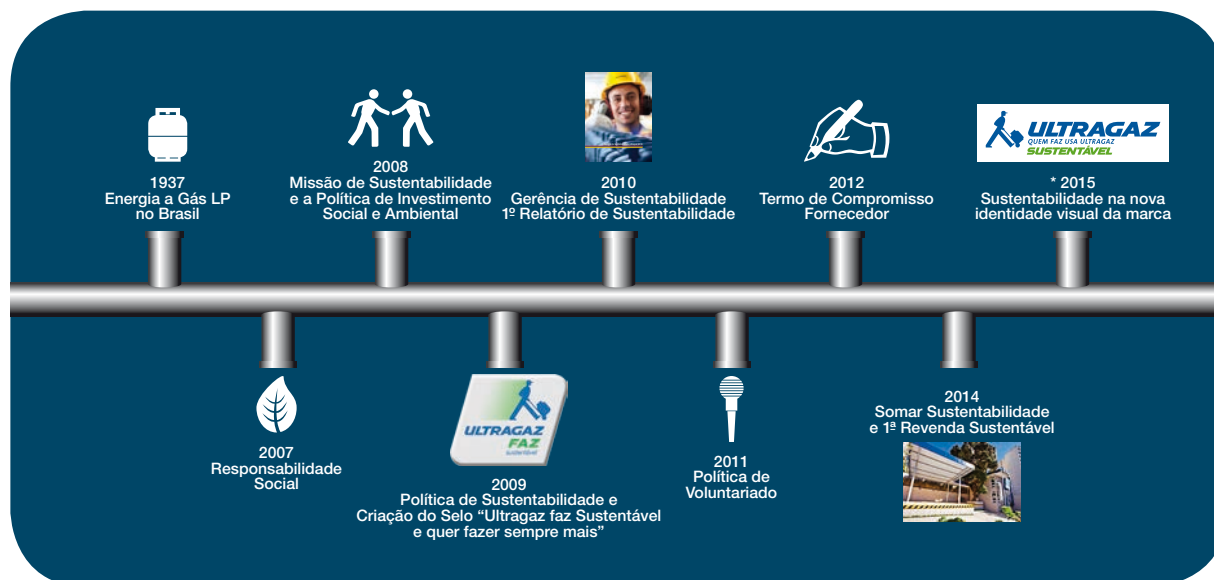 1937
Energia a Gás LP
no Brasil
2007
Responsabilidade
Social
2008
Missão de Sustentabilidade
e a Política de Investimento
Social e Ambiental
ULTRAGAZ
FAZ
sustentável
2009
Política de Sustentabilidade e
Criação do Selo “Ultragaz faz Sustentável
e quer fazer sempre mais”
2010
Gerência de Sustentabilidade
1º Relatório de Sustentabilidade
2011
Política de
Voluntariado
2012
Termo de Compromisso
Fornecedor
2014
Somar Sustentabilidade
e 1ª Revenda Sustentável
ULTRAGAZ
QUEM FAZ USA ULTRAGAZ
SUSTENTÁVEL
* 2015
Sustentabilidade na nova
identidade visual da marca